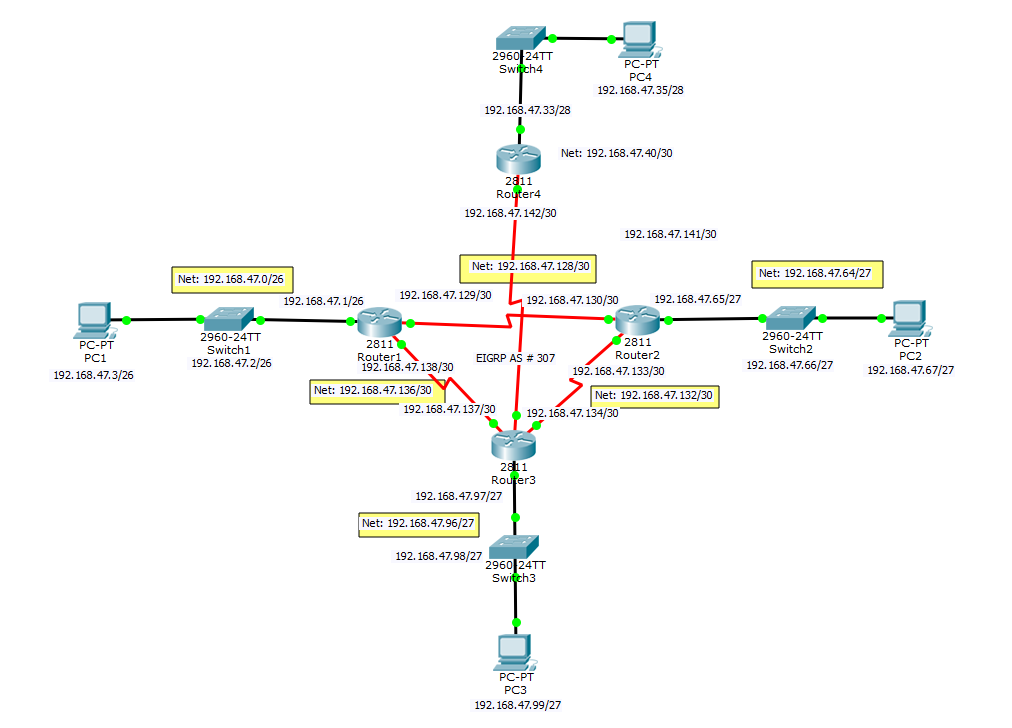 2960-24TT
Switch4
PC-PT
PC4
192.168.47.35/28
192.168.47.33/28
Net: 192.168.47.40/30
2811
Router4
192.168.47.142/30
192.168.47.141/30
Net: 192.168.47.128/30
Net: 192.168.47.64/27
Net: 192.168.47.0/26
192.168.47.1/26
192.168.47.129/30
192.168.47.130/30
192.168.47.65/27
PC-PT
PC1
192.168.47.3/26
2960-24TT
Switch1
192.168.47.2/26
2811
Router1
192.168.47.138/30
EIGRP AS # 307
2811
Router2
192.168.47.133/30
2960-24TT
Switch2
192.168.47.66/27
PC-PT
PC2
192.168.47.67/27
Net: 192.168.47.136/30
Net: 192.168.47.132/30
192.168.47.137/30
192.168.47.134/30
2811
Router3
192.168.47.97/27
Net: 192.168.47.96/27
192.168.47.98/27
2960-24TT
Switch3
PC-PT
PC3
192.168.47.99/27